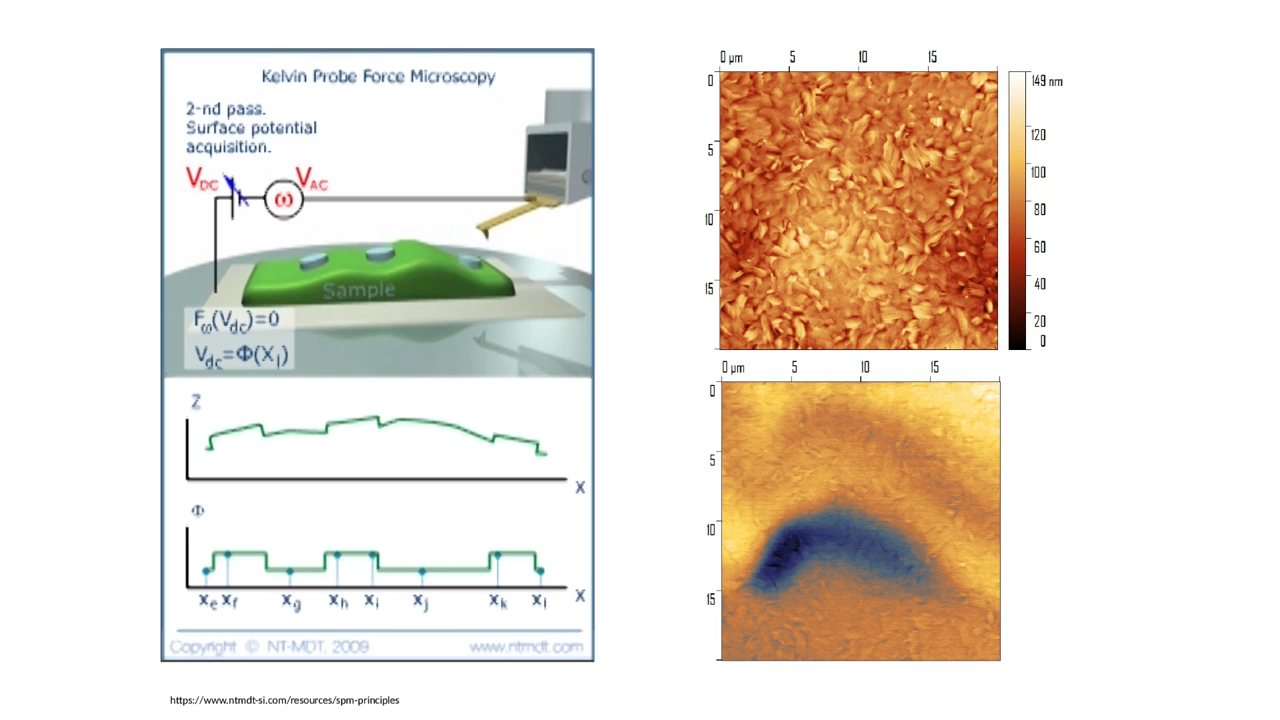 Kelvin Probe Force Microscopy
2-nd pass.
Surface potential
acquisition.
VDC VAC
ω
Sample
Fω(Vdc)=0
Vdc=Φ(Xi)
Z
X
Φ
X
Xe Xf Xg Xh Xi Xj Xk Xl
Copyright © NT-MDT, 2009 www.ntmdt.com
https://www.ntmdt-si.com/resources/spm-principles
0 µm 5 10 15
0
5
10
15
149 nm
120
100
80
60
40
20
0
0 µm 5 10 15
0
5
10
15